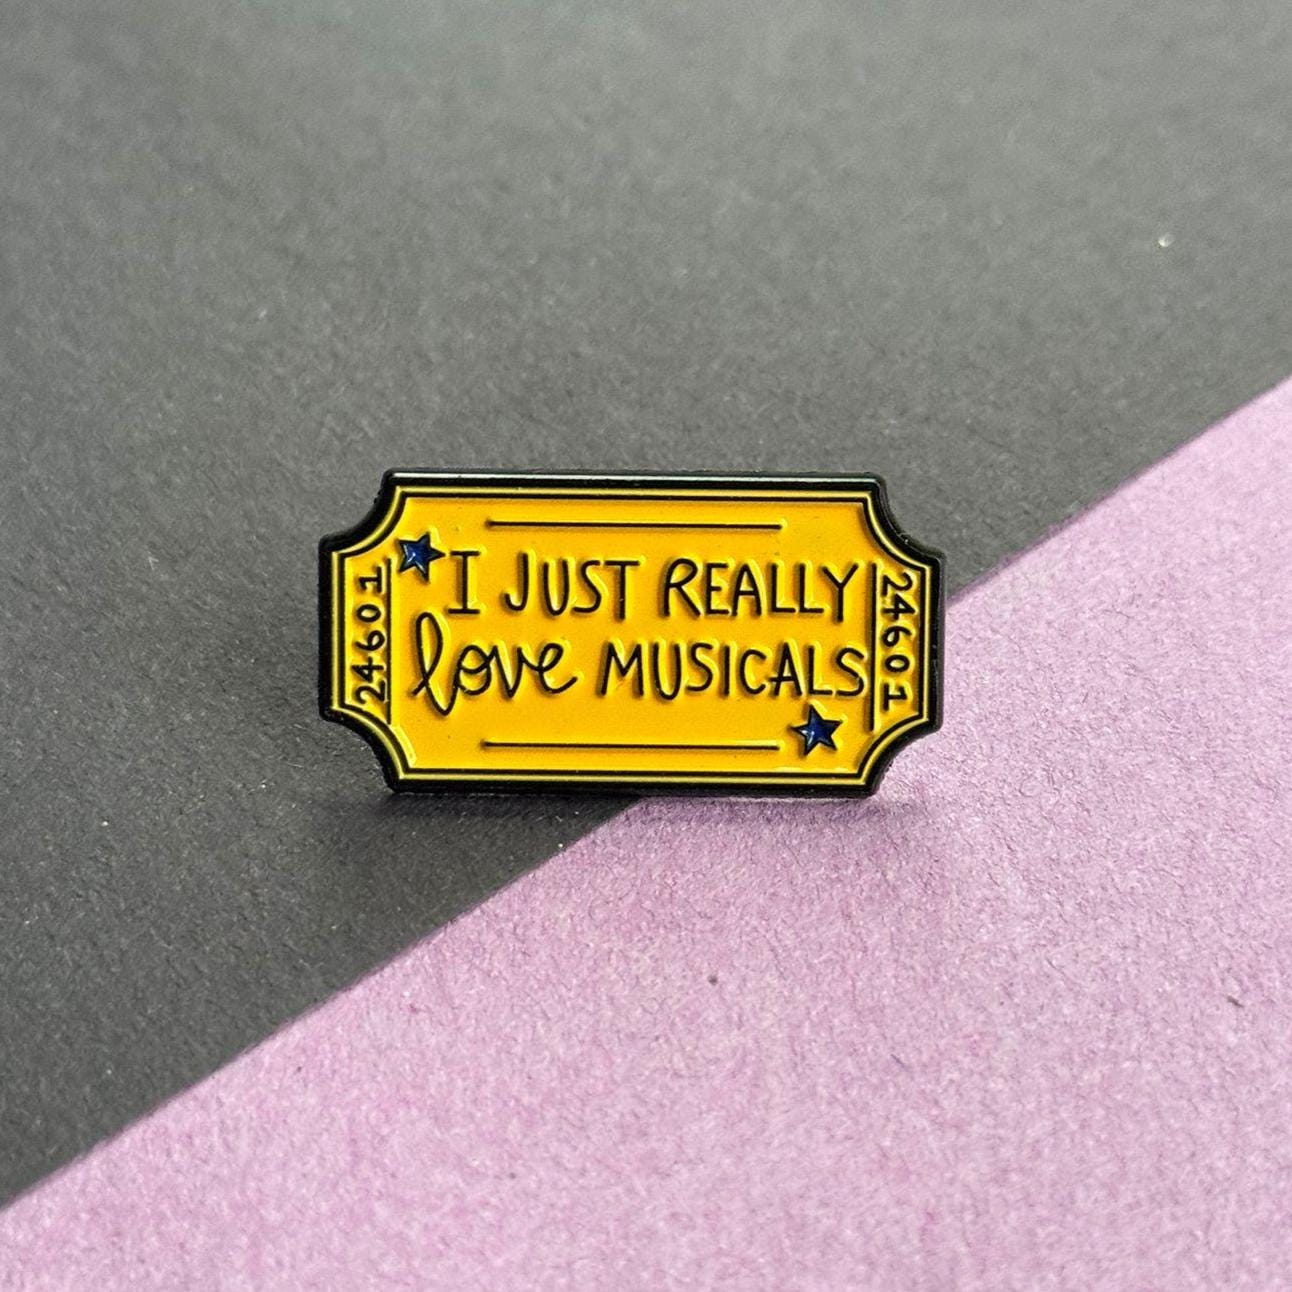 24601
I JUST REALLY
love MUSICALS
24601